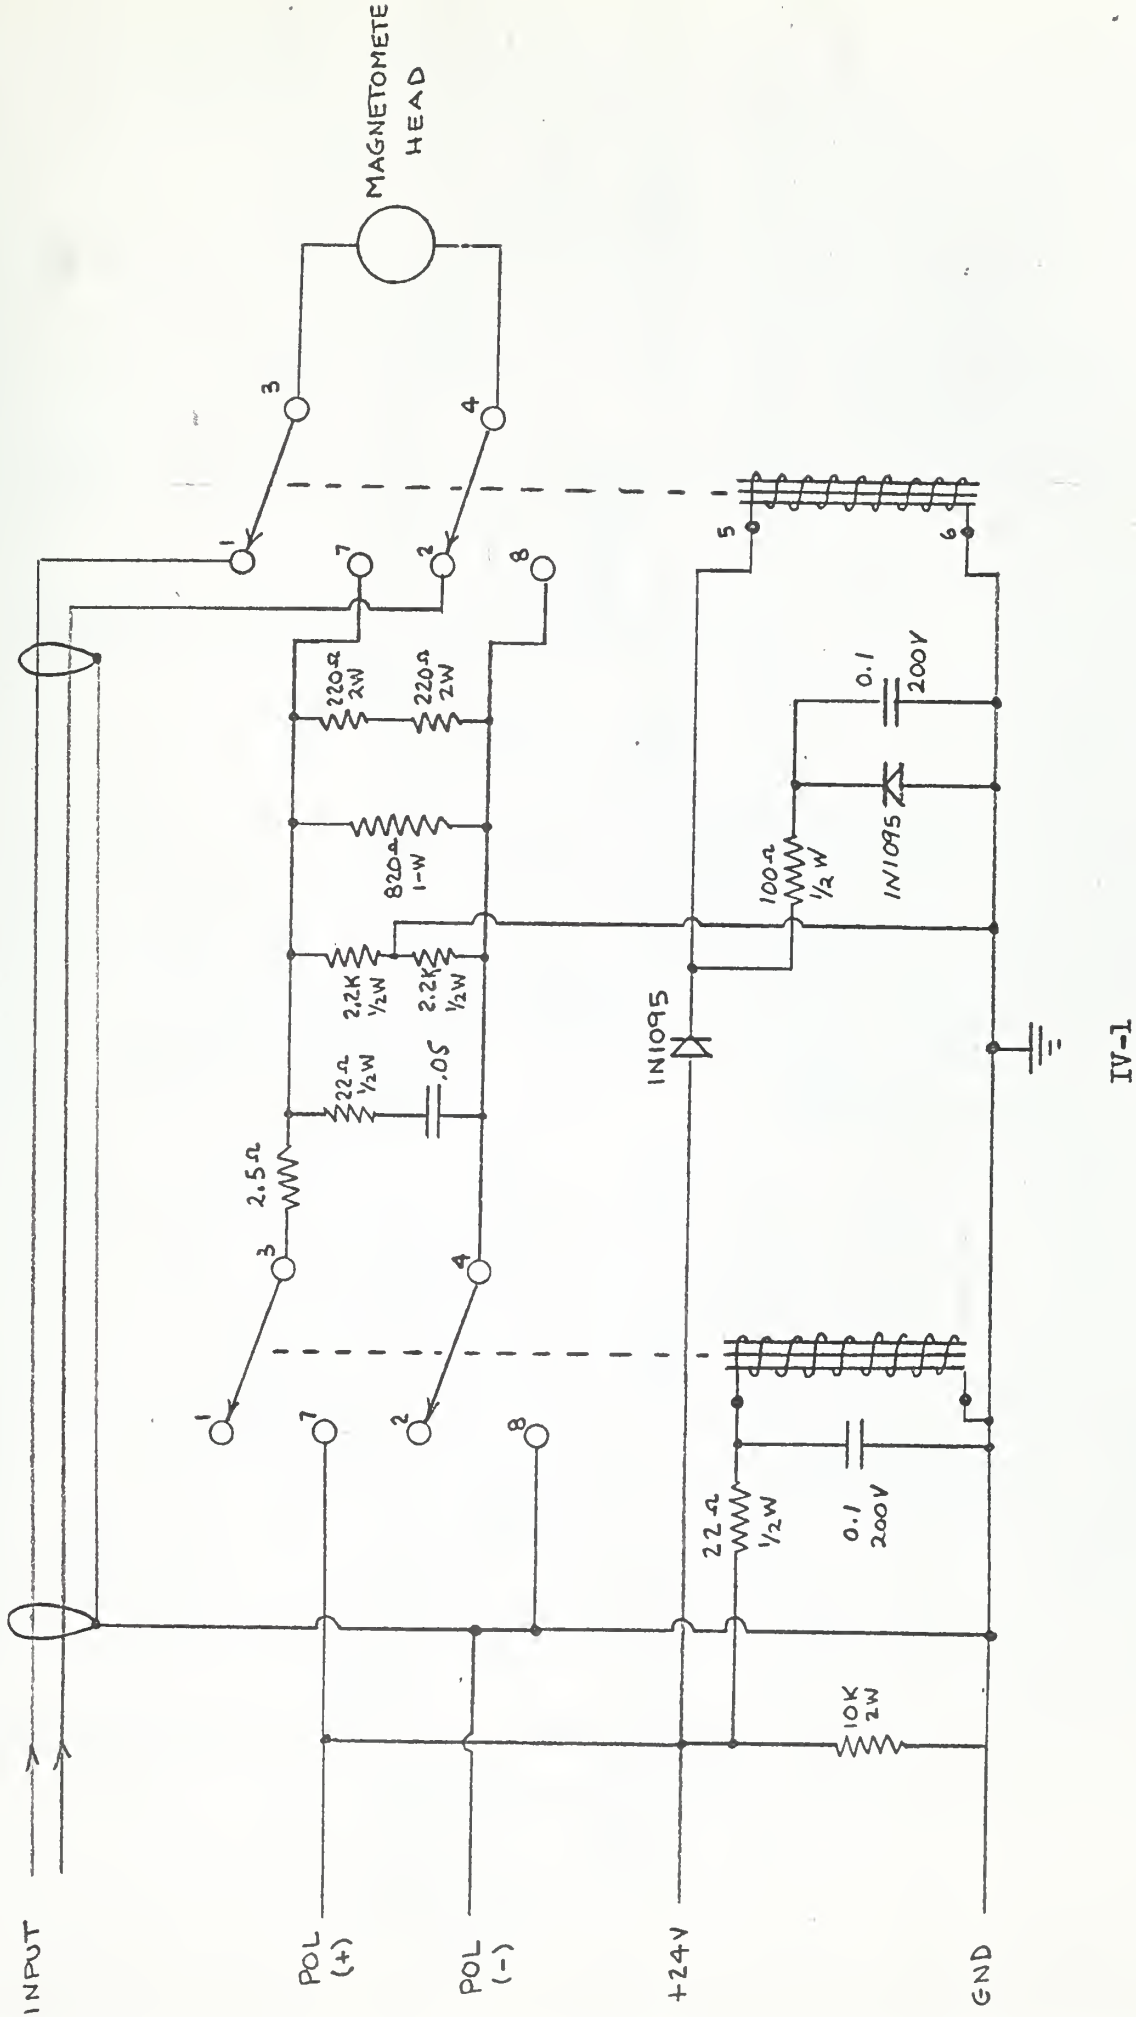 INPUT
MAGNETOMETE
HEAD
1
3
7
2
4
8
220Ω
2W
220Ω
2W
820Ω
1-W
2.2K
1/2W
2.2K
1/2W
22Ω
1/2W
.05
2.5Ω
3
4
1
7
2
8
POL
(+)
POL
(-)
+24V
GND
1N1095
100Ω
1/2W
1N1095
0.1
200V
5
6
22Ω
1/2W
0.1
200V
10K
2W
IV-1